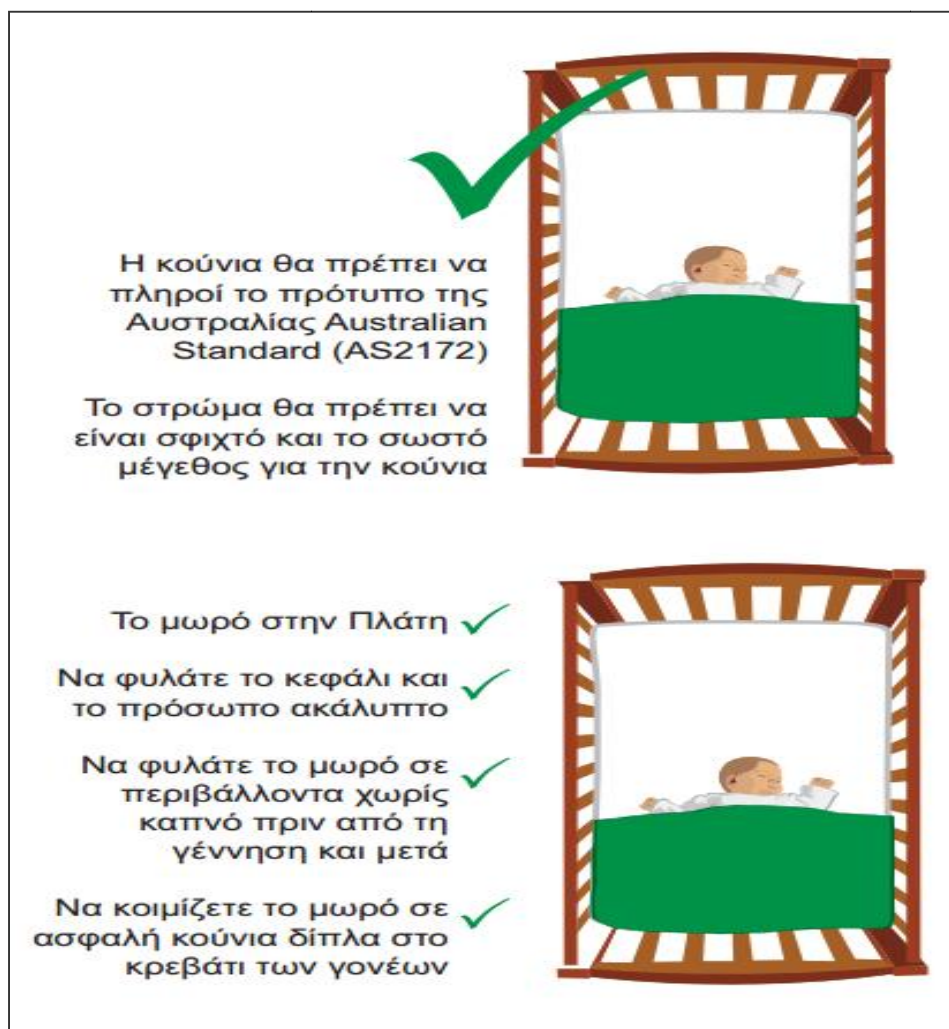 Η κούνια θα πρέπει να
πληροί το πρότυπο της
Αυστραλίας Australian
Standard (AS2172)
Το στρώμα θα πρέπει να
είναι σφιχτό και το σωστό
μέγεθος για την κούνια
Το μωρό στην Πλάτη
Να φυλάτε το κεφάλι και
το πρόσωπο ακάλυπτο
Να φυλάτε το μωρό σε
περιβάλλοντα χωρίς
καπνό πριν από τη
γέννηση και μετά
Να κοιμίζετε το μωρό σε
ασφαλή κούνια δίπλα στο
κρεβάτι των γονέων